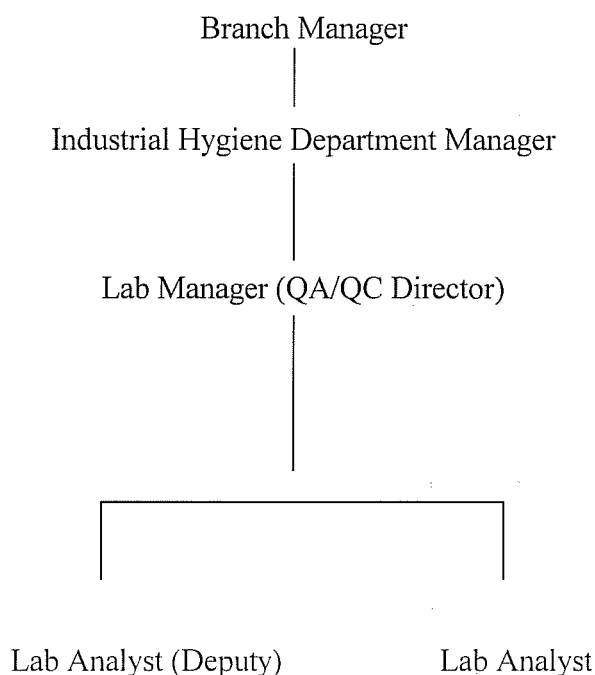 Branch Manager
Industrial Hygiene Department Manager
Lab Manager (QA/QC Director)
Lab Analyst (Deputy) Lab Analyst